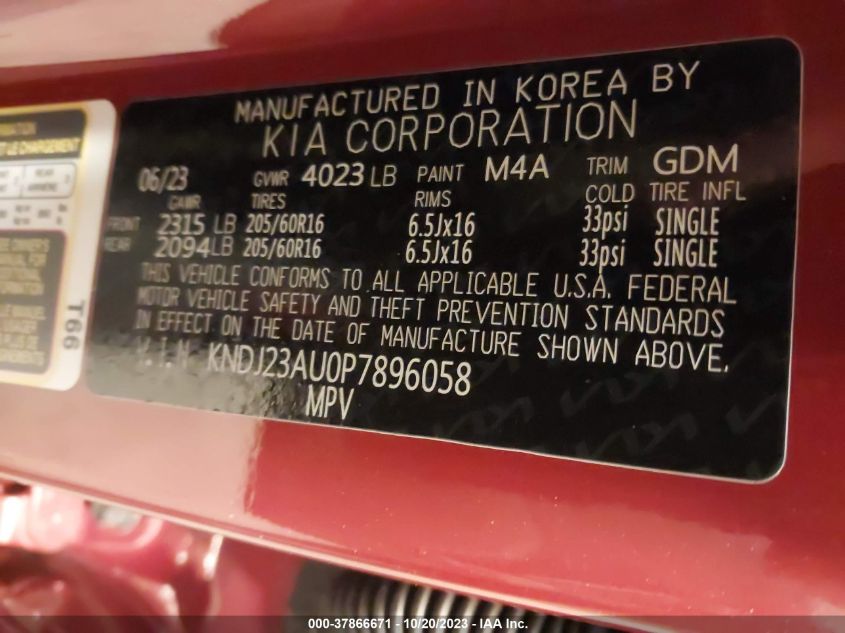 MANUFACTURED IN KOREA BY
KIA CORPORATION
06/23 GVWR 4023 LB PAINT M4A TRIM GDM
GAWR TIRES RIMS COLD TIRE INFL
FRONT 2315 LB 205/60R16 6.5Jx16 33psi SINGLE
REAR 2094LB 205/60R16 6.5Jx16 33psi SINGLE
THIS VEHICLE CONFORMS TO ALL APPLICABLE U.S.A. FEDERAL
MOTOR VEHICLE SAFETY AND THEFT PREVENTION STANDARDS
IN EFFECT ON THE DATE OF MANUFACTURE SHOWN ABOVE.
V.I.N KNDJ23AU0P7896058
MPV
CHARGEMENT
REAR
T66
000-37866671 - 10/20/2023 - IAA Inc.